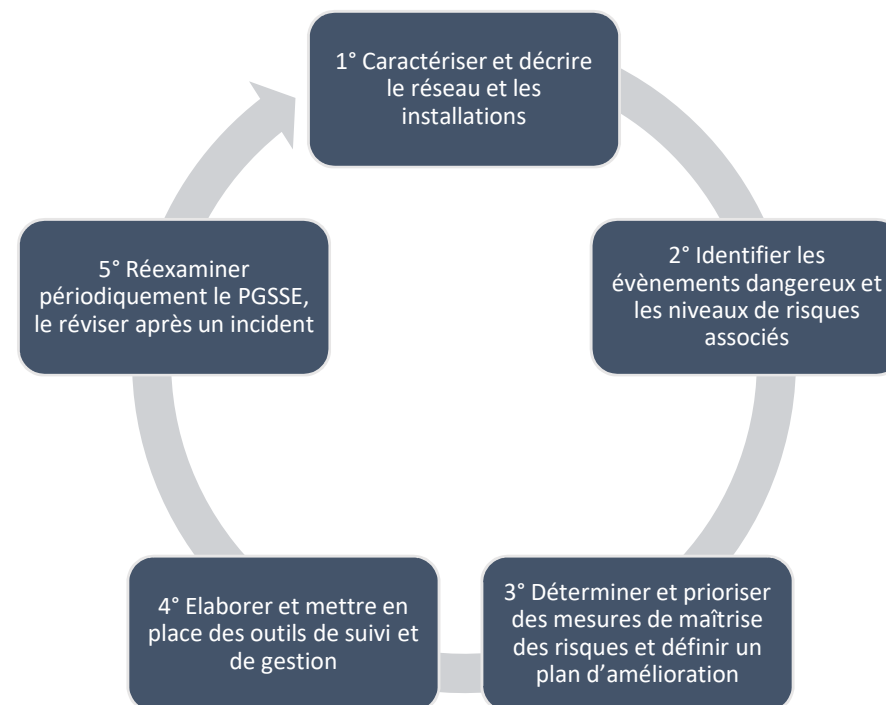 1° Caractériser et décrire
le réseau et les
installations
2° Identifier les
évènements dangereux et
les niveaux de risques
associés
3° Déterminer et prioriser
des mesures de maîtrise
des risques et définir un
plan d’amélioration
4° Elaborer et mettre en
place des outils de suivi et
de gestion
5° Réexaminer
périodiquement le PGSSE,
le réviser après un incident